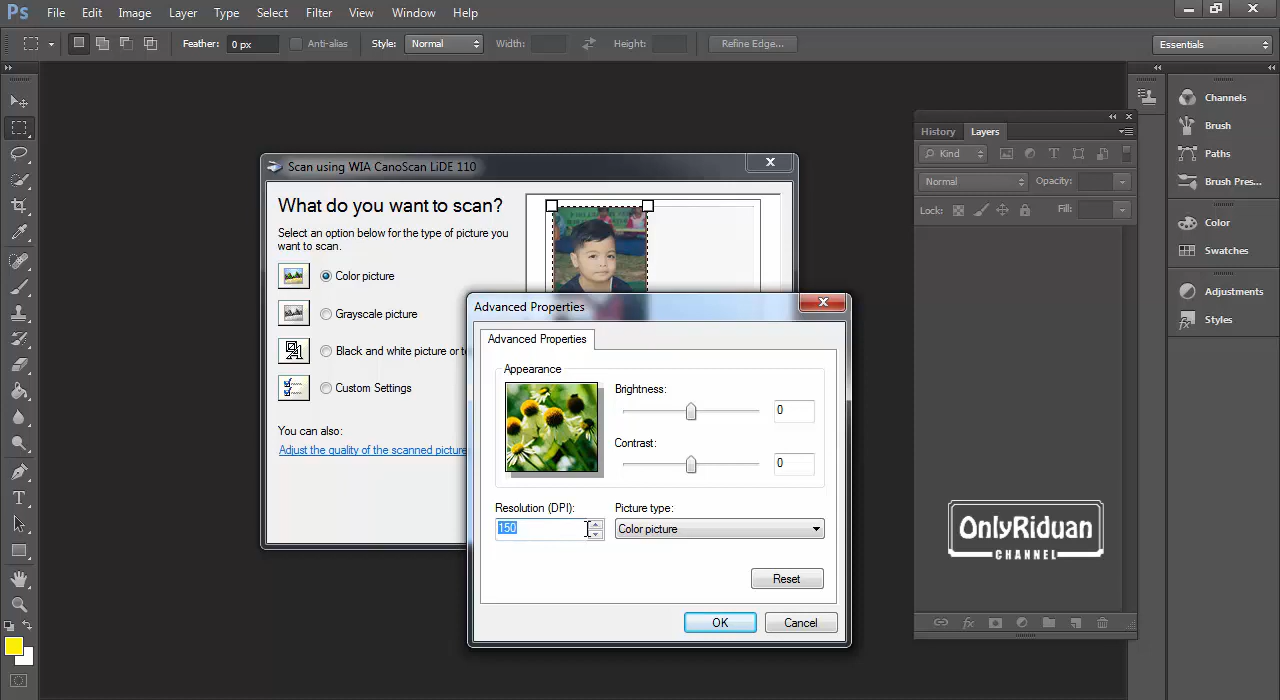 Ps File Edit Image Layer Type Select Filter View Window Help
Feather: 0 px Anti-alias Style: Normal Width: Height: Refine Edge... Essentials
Channels
Brush
Paths
Brush Pres...
Color
Swatches
Adjustments
Styles
History Layers
Kind
Normal Opacity:
Lock: Fill:
Scan using WIA CanoScan LiDE 110
What do you want to scan?
Select an option below for the type of picture you
want to scan.
Color picture
Grayscale picture
Black and white picture or te
Custom Settings
You can also:
Adjust the quality of the scanned picture
Advanced Properties
Advanced Properties
Appearance
Brightness:
0
Contrast:
0
Resolution (DPI): Picture type:
150 Color picture
Reset
OK Cancel
OnlyRiduan
CHANNEL